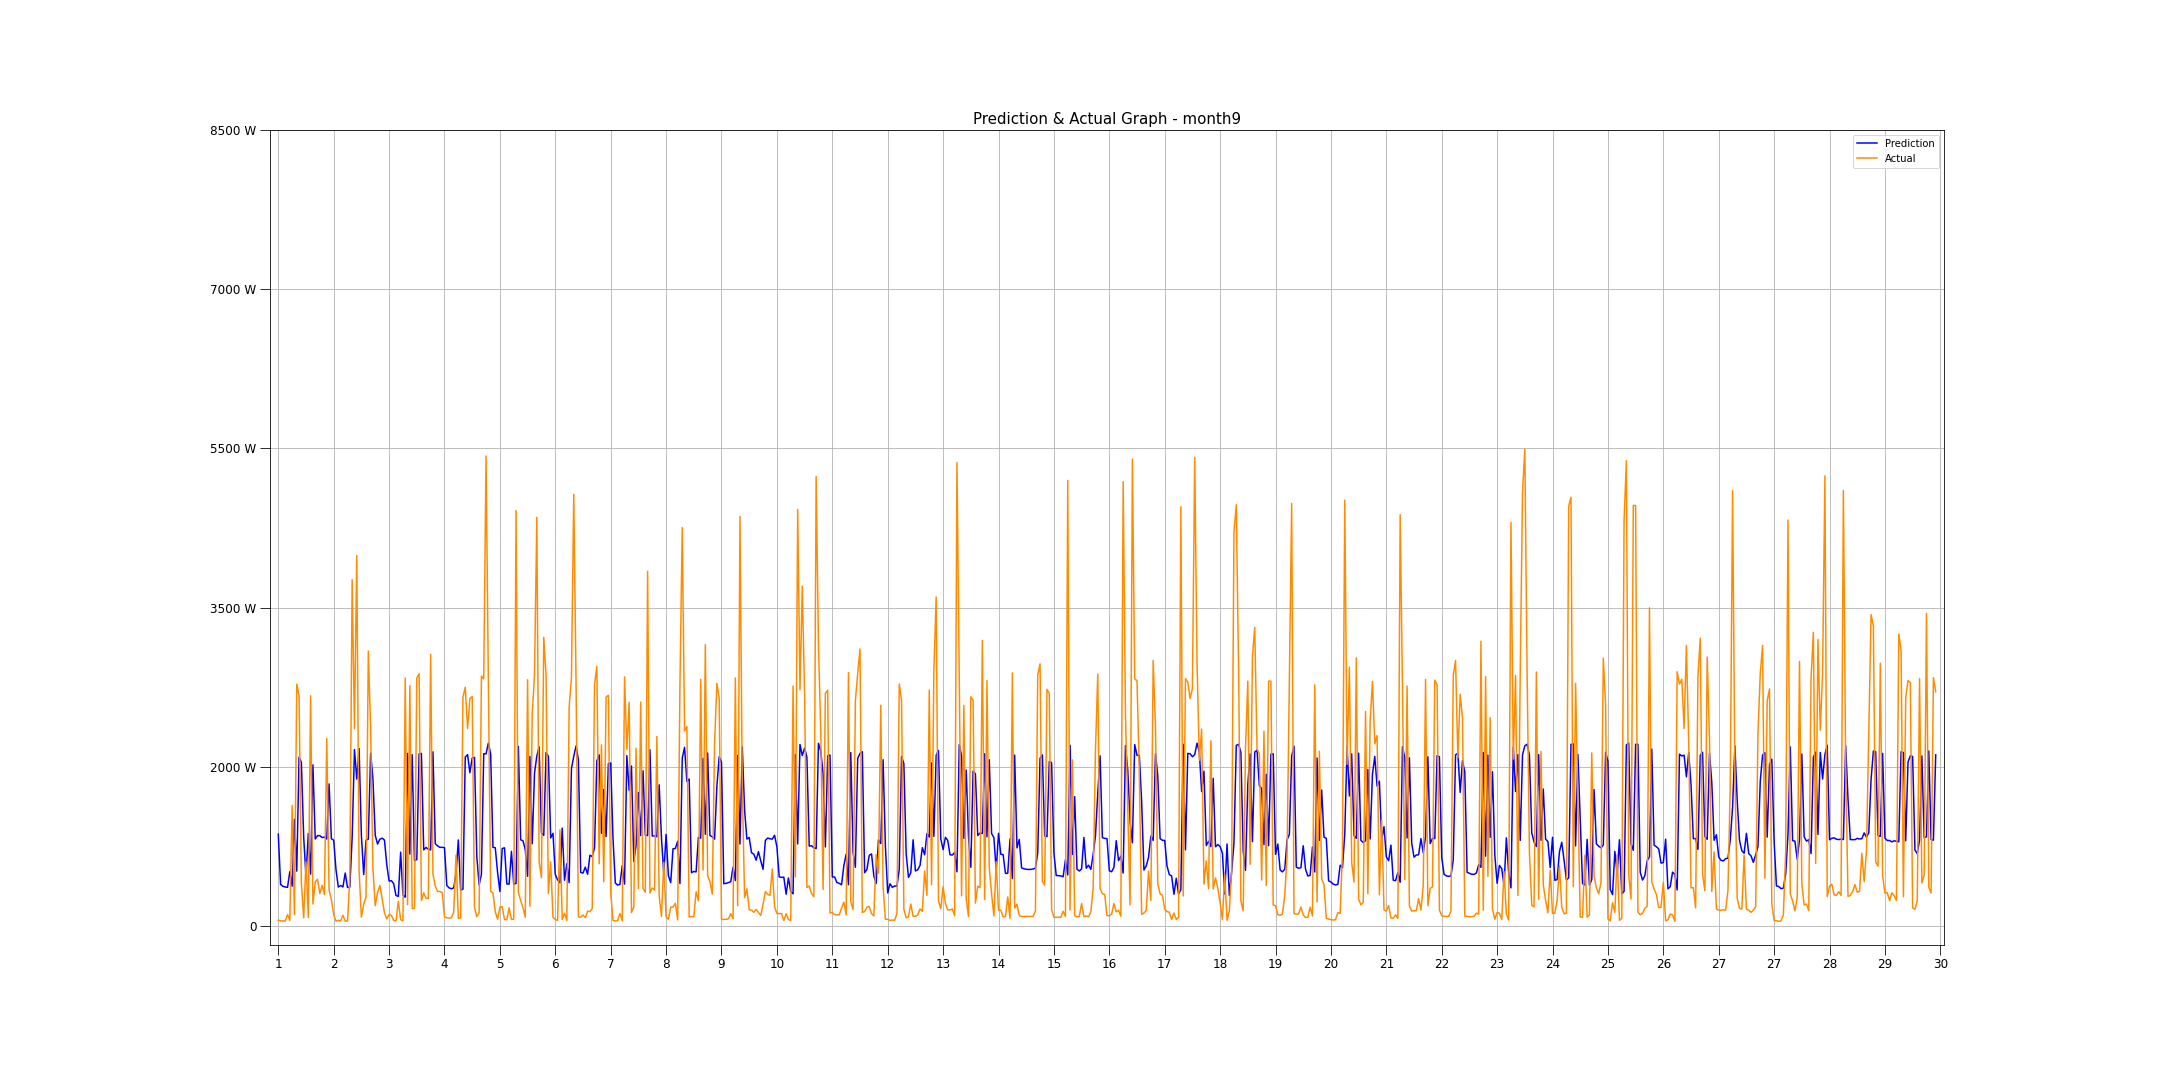 Prediction & Actual Graph - month9
8500 W
7000 W
5500 W
3500 W
2000 W
0
Prediction
Actual
1 2 3 4 5 6 7 8 9 10 11 12 13 14 15 16 17 18 19 20 21 22 23 24 25 26 27 27 28 29 30